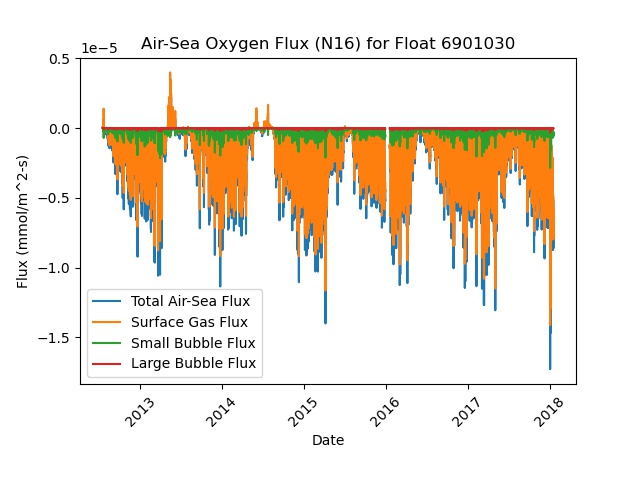 Air-Sea Oxygen Flux (N16) for Float 6901030
1e−5
Flux (mmol/m^2-s)
0.5
0.0
−0.5
−1.0
−1.5
Total Air-Sea Flux
Surface Gas Flux
Small Bubble Flux
Large Bubble Flux
2013
2014
2015
2016
2017
2018
Date